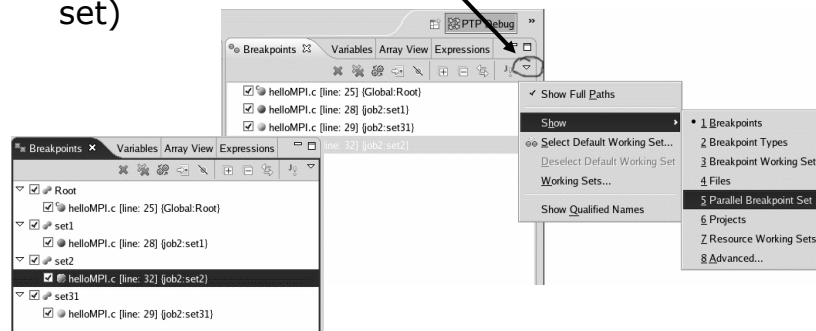 set)
PTP Debug »
Breakpoints Variables Array View Expressions
helloMPI.c [line: 25] {Global:Root}
helloMPI.c [line: 28] {job2:set1}
helloMPI.c [line: 29] {job2:set31}
line: 32] {job2:set2}
Show Full Paths
Show
Select Default Working Set...
Deselect Default Working Set
Working Sets...
Show Qualified Names
1 Breakpoints
2 Breakpoint Types
3 Breakpoint Working Set
4 Files
5 Parallel Breakpoint Set
6 Projects
7 Resource Working Sets
8 Advanced...
Breakpoints Variables Array View Expressions
Root
helloMPI.c [line: 25] {Global:Root}
set1
helloMPI.c [line: 28] {job2:set1}
set2
helloMPI.c [line: 32] {job2:set2}
set31
helloMPI.c [line: 29] {job2:set31}